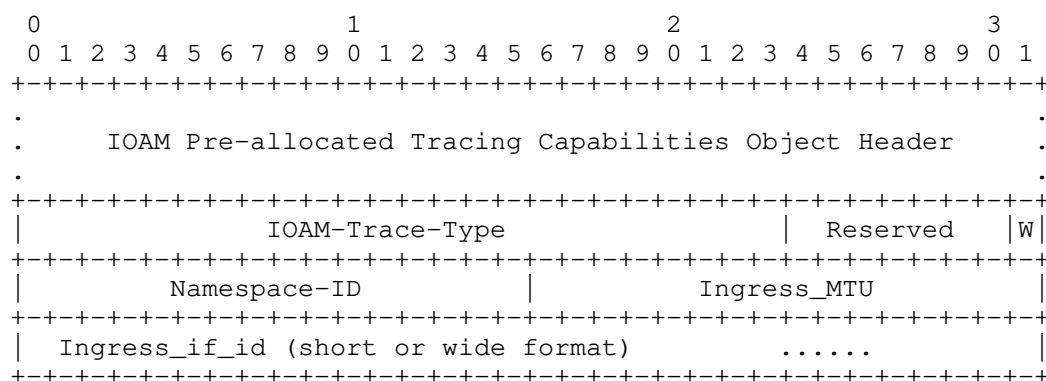 0                   1                   2                   3
 0 1 2 3 4 5 6 7 8 9 0 1 2 3 4 5 6 7 8 9 0 1 2 3 4 5 6 7 8 9 0 1
+-+-+-+-+-+-+-+-+-+-+-+-+-+-+-+-+-+-+-+-+-+-+-+-+-+-+-+-+-+-+-+-+
.                                                               .
.     IOAM Pre-allocated Tracing Capabilities Object Header     .
.                                                               .
+-+-+-+-+-+-+-+-+-+-+-+-+-+-+-+-+-+-+-+-+-+-+-+-+-+-+-+-+-+-+-+-+
|               IOAM-Trace-Type                 |  Reserved   |W|
+-+-+-+-+-+-+-+-+-+-+-+-+-+-+-+-+-+-+-+-+-+-+-+-+-+-+-+-+-+-+-+-+
|         Namespace-ID          |          Ingress_MTU          |
+-+-+-+-+-+-+-+-+-+-+-+-+-+-+-+-+-+-+-+-+-+-+-+-+-+-+-+-+-+-+-+-+
|  Ingress_if_id (short or wide format)         ......          |
+-+-+-+-+-+-+-+-+-+-+-+-+-+-+-+-+-+-+-+-+-+-+-+-+-+-+-+-+-+-+-+-+